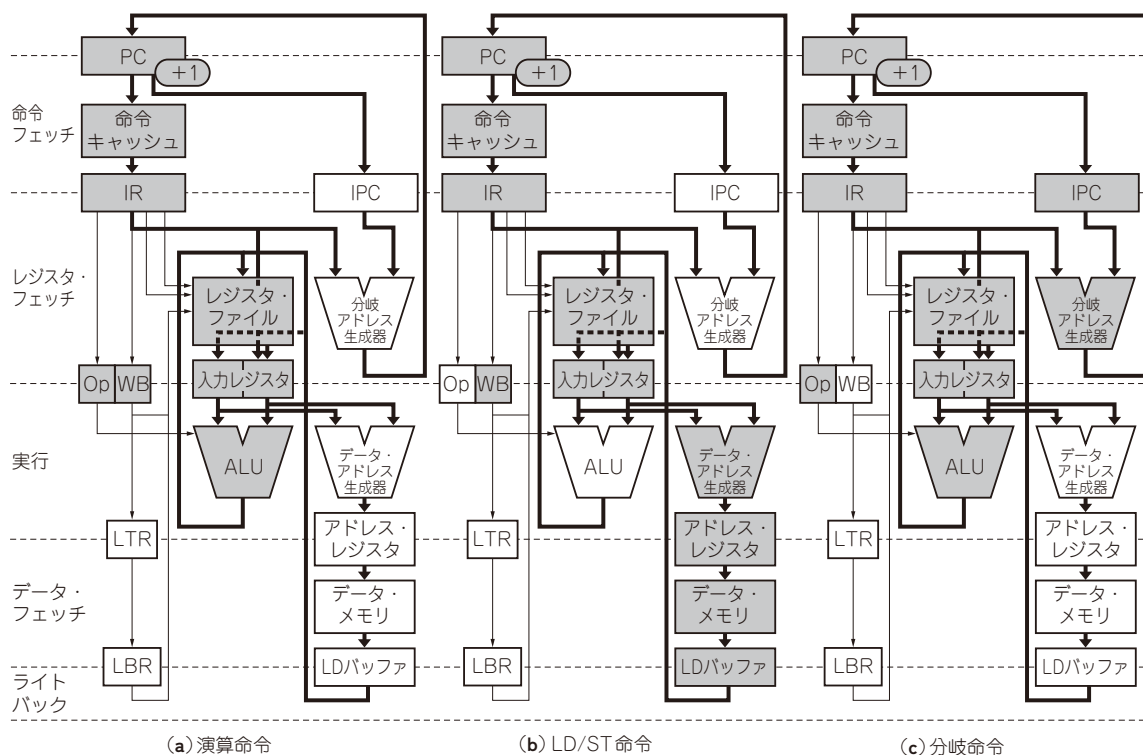 PC
+1
命令
フェッチ
命令
キャッシュ
IR
IPC
レジスタ・
フェッチ
レジスタ・
ファイル
分岐
アドレス
生成器
Op
WB
入力レジスタ
実行
ALU
データ・
アドレス
生成器
LTR
アドレス・
レジスタ
データ・
フェッチ
データ・
メモリ
LBR
LDバッファ
ライト
バック
(a)演算命令
PC
+1
命令
キャッシュ
IR
IPC
レジスタ・
ファイル
分岐
アドレス
生成器
Op
WB
入力レジスタ
ALU
データ・
アドレス
生成器
LTR
アドレス・
レジスタ
データ・
メモリ
LBR
LDバッファ
(b)LD/ST命令
PC
+1
命令
キャッシュ
IR
IPC
レジスタ・
ファイル
分岐
アドレス
生成器
Op
WB
入力レジスタ
ALU
データ・
アドレス
生成器
LTR
アドレス・
レジスタ
データ・
メモリ
LBR
LDバッファ
(c)分岐命令